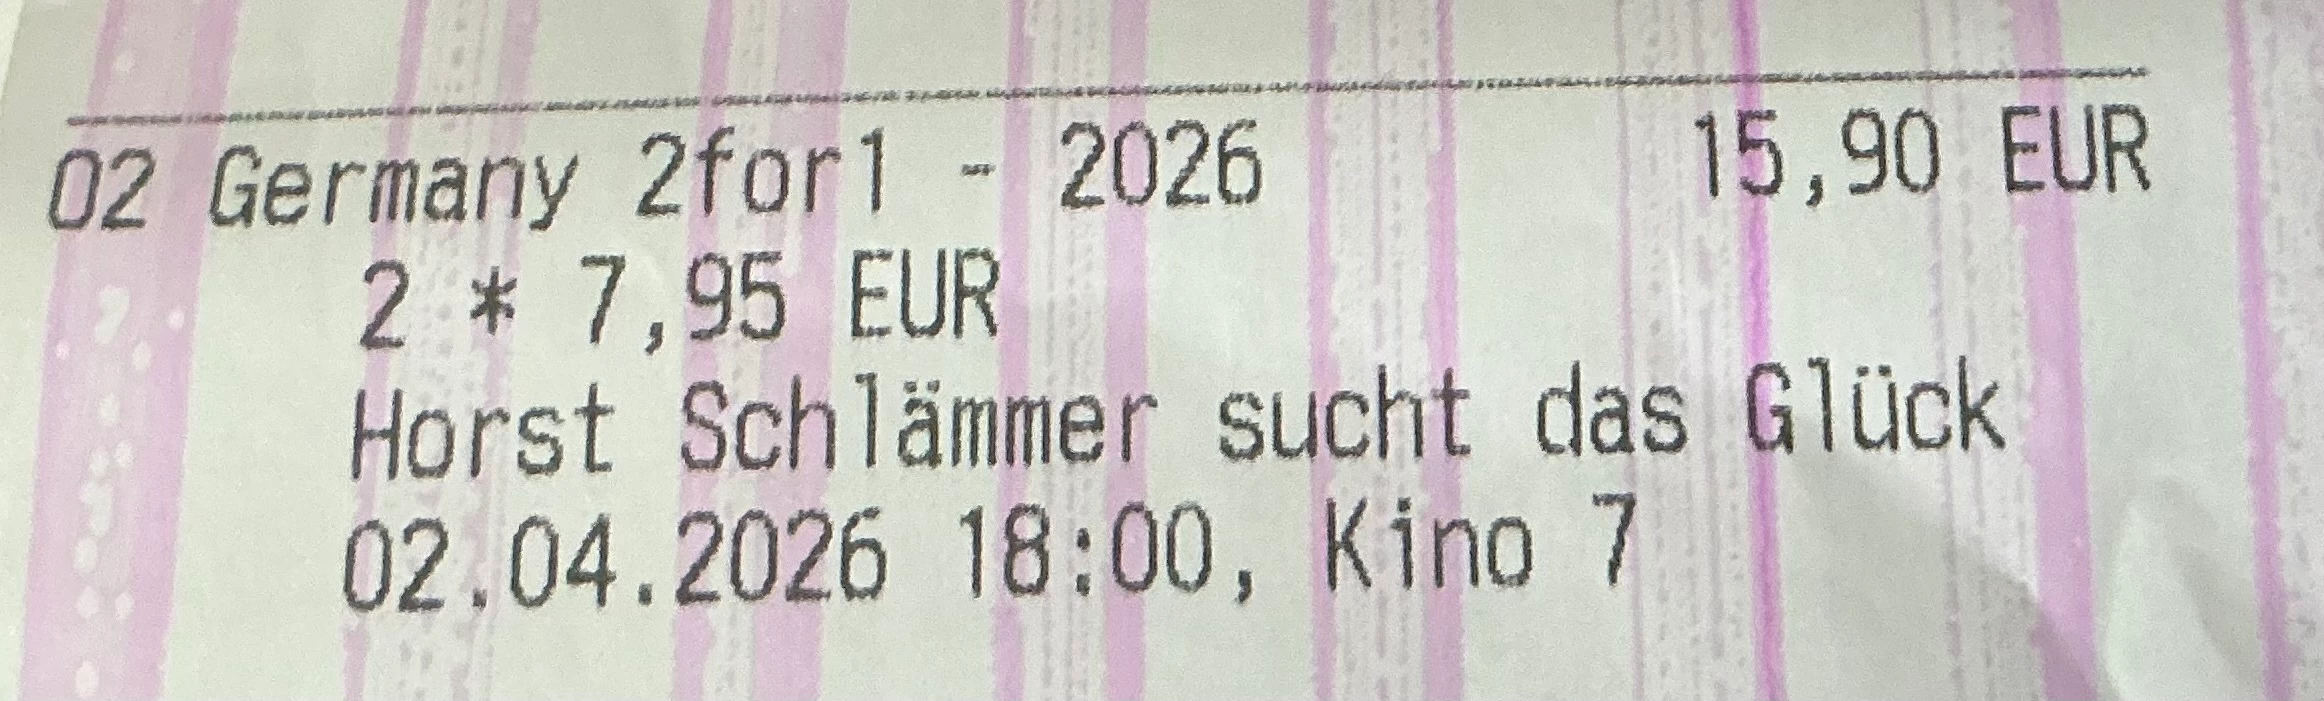 O2 Germany 2for1 - 2026 15,90 EUR
2 * 7,95 EUR
Horst Schlämmer sucht das Glück
02.04.2026 18:00, Kino 7